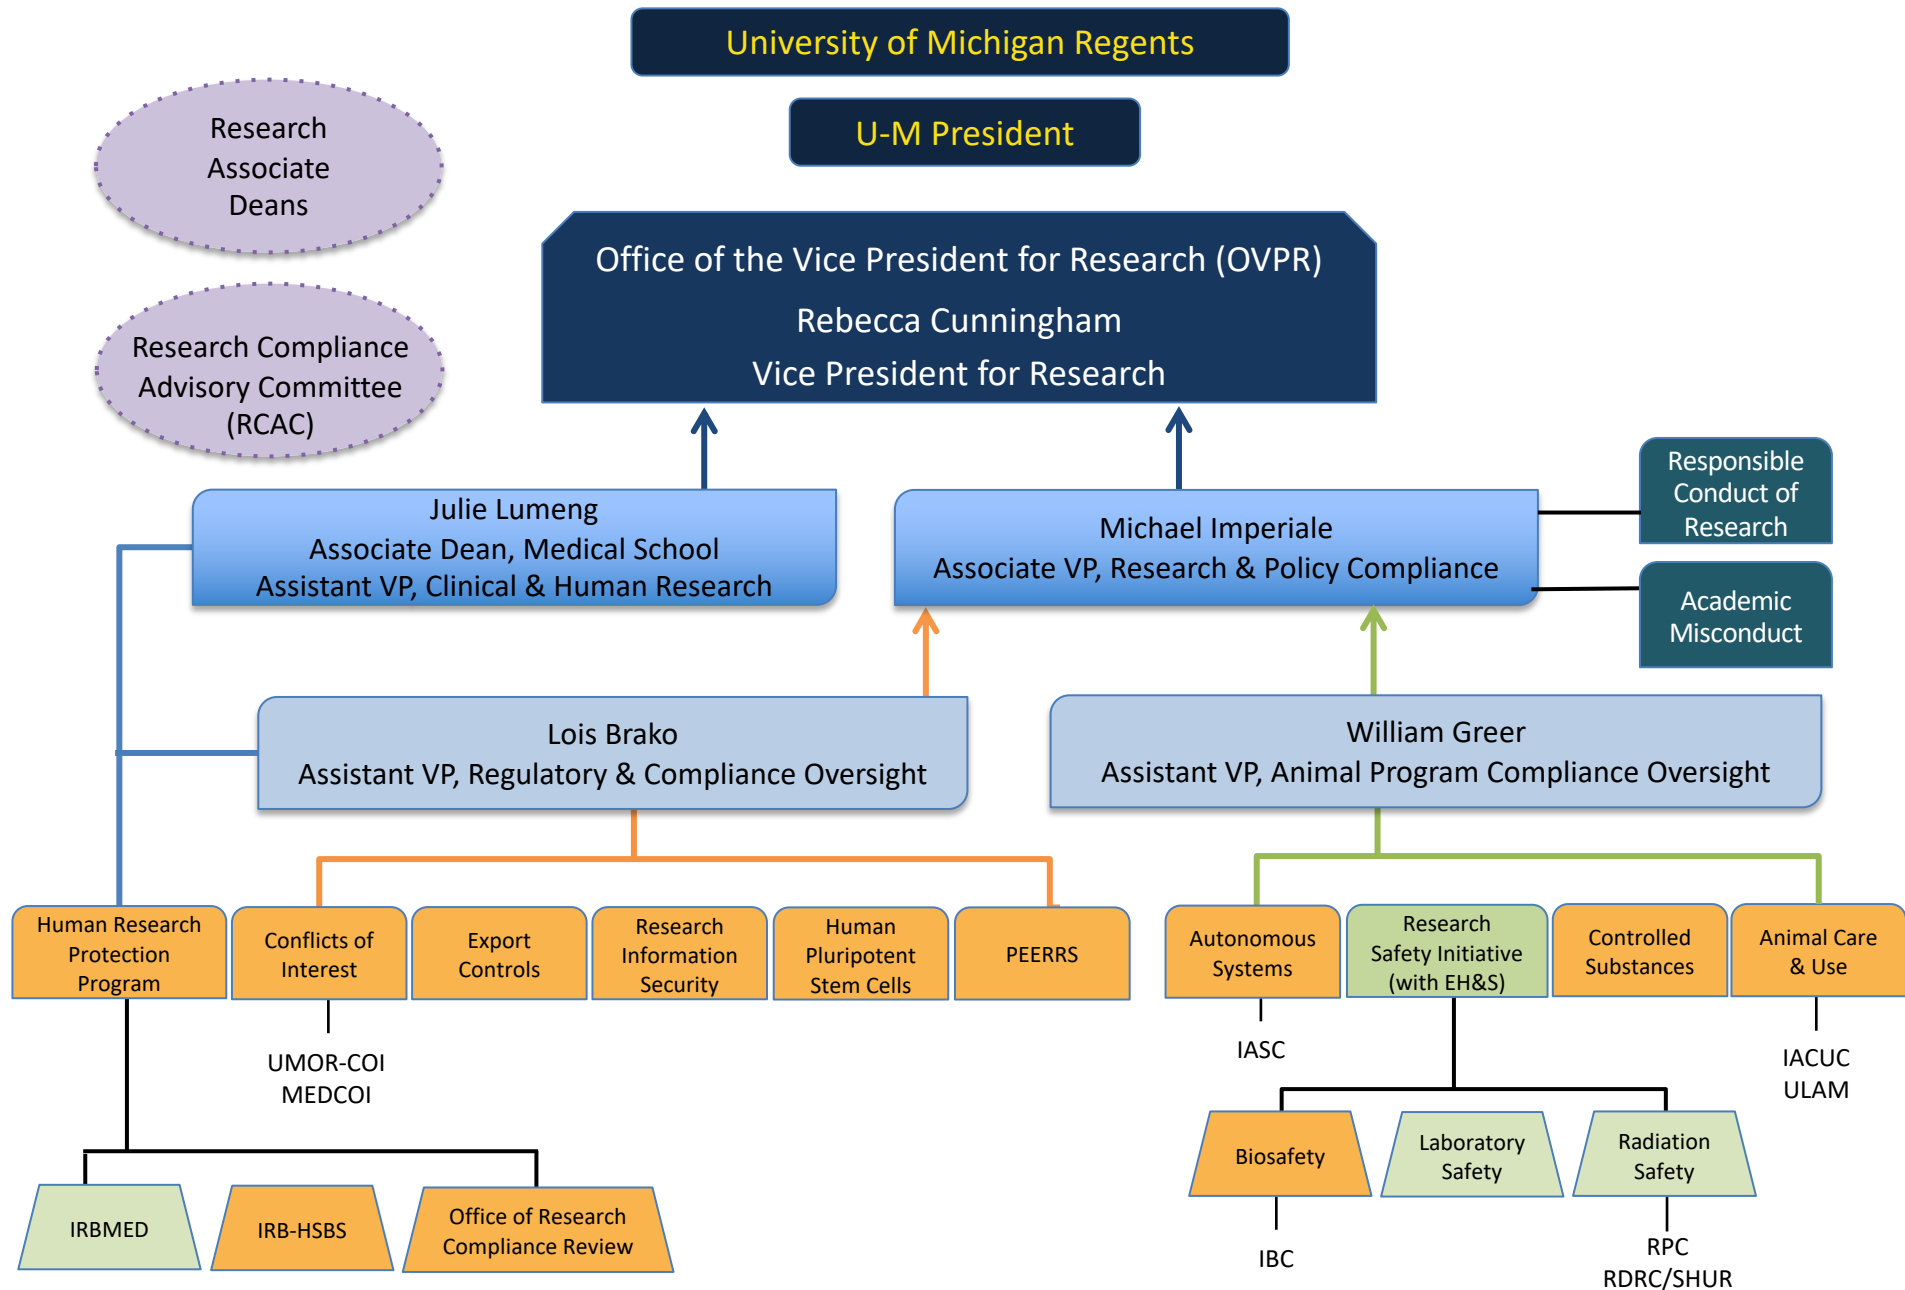 University of Michigan Regents
U-M President
Research
Associate
Deans
Research Compliance
Advisory Committee
(RCAC)
Office of the Vice President for Research (OVPR)
Rebecca Cunningham
Vice President for Research
Julie Lumeng
Associate Dean, Medical School
Assistant VP, Clinical & Human Research
Michael Imperiale
Associate VP, Research & Policy Compliance
Responsible
Conduct of
Research
Academic
Misconduct
Lois Brako
Assistant VP, Regulatory & Compliance Oversight
William Greer
Assistant VP, Animal Program Compliance Oversight
Human Research
Protection
Program
Conflicts of
Interest
Export
Controls
Research
Information
Security
Human
Pluripotent
Stem Cells
PEERRS
Autonomous
Systems
Research
Safety Initiative
(with EH&S)
Controlled
Substances
Animal Care
& Use
UMOR-COI
MEDCOI
IASC
IACUC
ULAM
Biosafety
Laboratory
Safety
Radiation
Safety
IRBMED
IRB-HSBS
Office of Research
Compliance Review
IBC
RPC
RDRC/SHUR